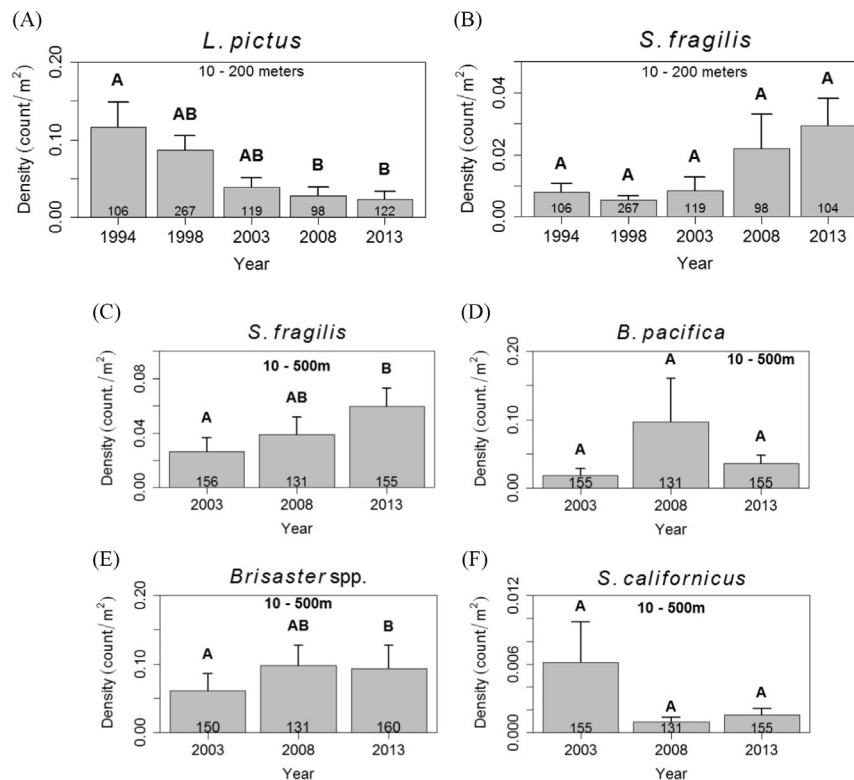 (A)
L. pictus
10 - 200 meters
Density (count/m²)
0.00 0.10 0.20
A AB AB B B
106 267 119 98 122
1994 1998 2003 2008 2013
Year
(B)
S. fragilis
10 - 200 meters
Density (count/m²)
0.00 0.02 0.04
A A A A A
106 267 119 98 104
1994 1998 2003 2008 2013
Year
(C)
S. fragilis
10 - 500m
Density (count./m²)
0.00 0.04 0.08
A AB B
156 131 155
2003 2008 2013
Year
(D)
B. pacifica
10 - 500m
Density (count./m²)
0.00 0.10 0.20
A A A
155 131 155
2003 2008 2013
Year
(E)
Brisaster spp.
10 - 500m
Density (count/m²)
0.00 0.10 0.20
A AB B
150 131 160
2003 2008 2013
Year
(F)
S. californicus
10 - 500m
Density (count/m²)
0.000 0.006 0.012
A A A
155 131 155
2003 2008 2013
Year